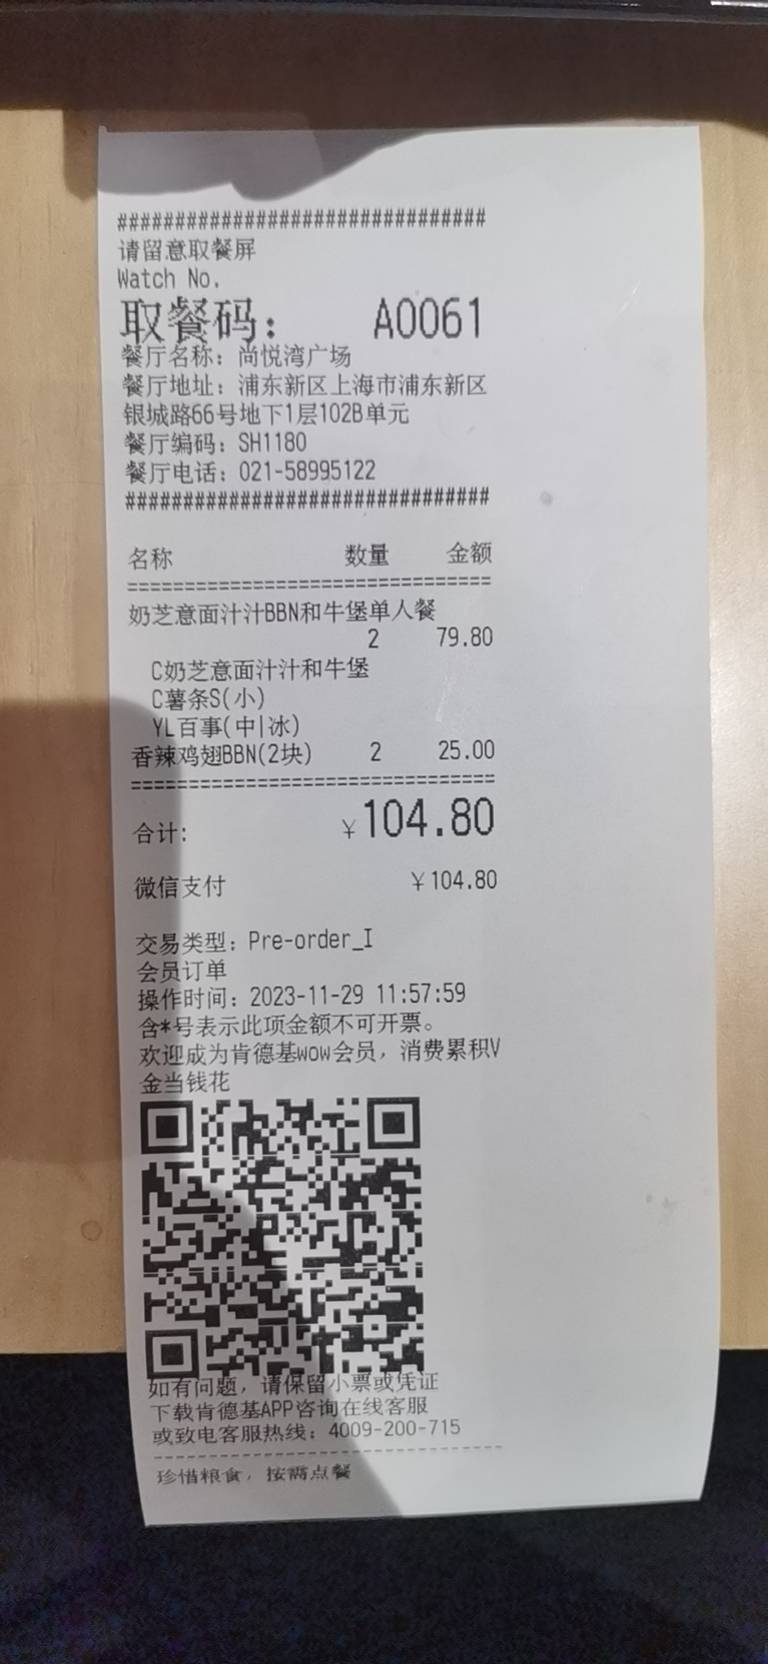 ################################
请留意取餐屏
Watch No.
取餐码： A0061
餐厅名称：尚悦湾广场
餐厅地址：浦东新区上海市浦东新区
银城路66号地下1层102B单元
餐厅编码：SH1180
餐厅电话：021-58995122
################################
名称 数量 金额
================================
奶芝意面汁汁BBN和牛堡单人餐
2 79.80
C奶芝意面汁汁和牛堡
C薯条S(小)
YL百事(中|冰)
香辣鸡翅BBN(2块) 2 25.00
================================
合计: ¥104.80
微信支付 ¥104.80
交易类型：Pre-order_I
会员订单
操作时间：2023-11-29 11:57:59
含*号表示此项金额不可开票。
欢迎成为肯德基wow会员，消费累积V
金当钱花
如有问题，请保留小票或凭证
下载肯德基APP咨询在线客服
或致电客服热线：4009-200-715
--------------------------------
珍惜粮食，按需点餐